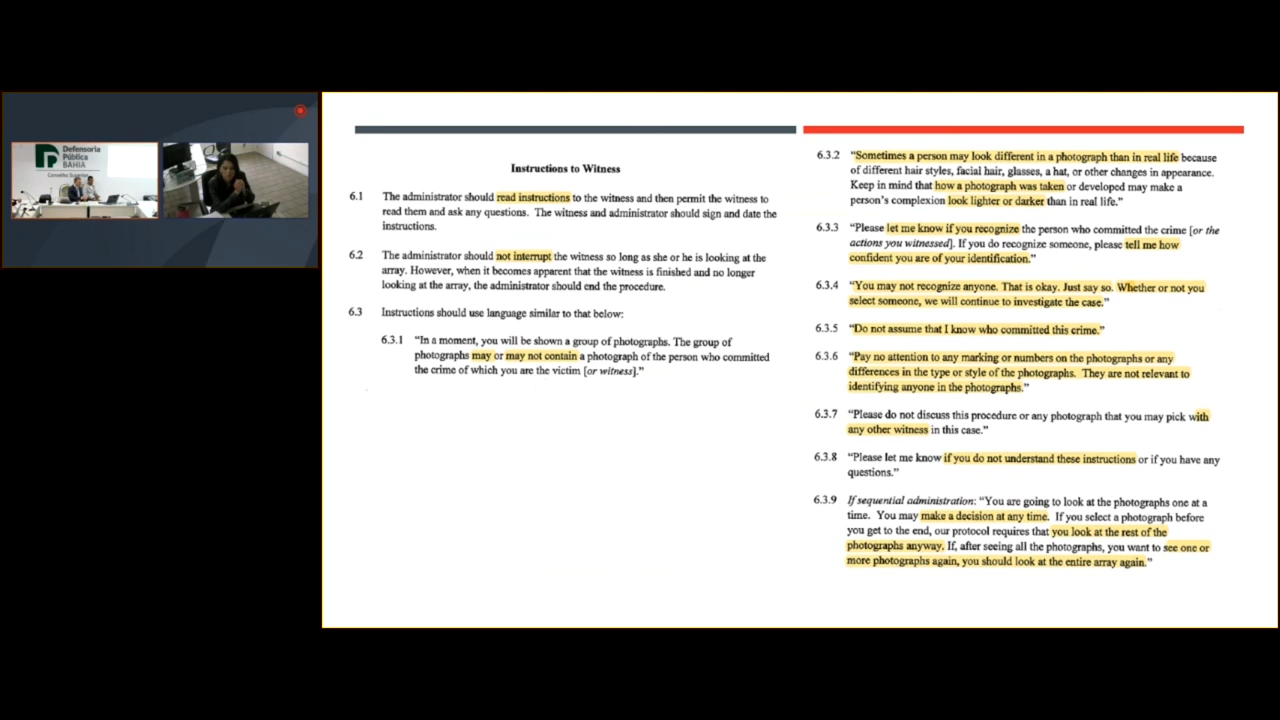 Defensoria
Pública
BAHIA
Conselho Superior
Instructions to Witness
6.1 The administrator should read instructions to the witness and then permit the witness to
read them and ask any questions. The witness and administrator should sign and date the
instructions.
6.2 The administrator should not interrupt the witness so long as she or he is looking at the
array. However, when it becomes apparent that the witness is finished and no longer
looking at the array, the administrator should end the procedure.
6.3 Instructions should use language similar to that below:
6.3.1 “In a moment, you will be shown a group of photographs. The group of
photographs may or may not contain a photograph of the person who committed
the crime of which you are the victim [or witness].”
6.3.2 “Sometimes a person may look different in a photograph than in real life because
of different hair styles, facial hair, glasses, a hat, or other changes in appearance.
Keep in mind that how a photograph was taken or developed may make a
person’s complexion look lighter or darker than in real life.”
6.3.3 “Please let me know if you recognize the person who committed the crime [or the
actions you witnessed]. If you do recognize someone, please tell me how
confident you are of your identification.”
6.3.4 “You may not recognize anyone. That is okay. Just say so. Whether or not you
select someone, we will continue to investigate the case.”
6.3.5 “Do not assume that I know who committed this crime.”
6.3.6 “Pay no attention to any marking or numbers on the photographs or any
differences in the type or style of the photographs. They are not relevant to
identifying anyone in the photographs.”
6.3.7 “Please do not discuss this procedure or any photograph that you may pick with
any other witness in this case.”
6.3.8 “Please let me know if you do not understand these instructions or if you have any
questions.”
6.3.9 If sequential administration: “You are going to look at the photographs one at a
time. You may make a decision at any time. If you select a photograph before
you get to the end, our protocol requires that you look at the rest of the
photographs anyway. If, after seeing all the photographs, you want to see one or
more photographs again, you should look at the entire array again.”